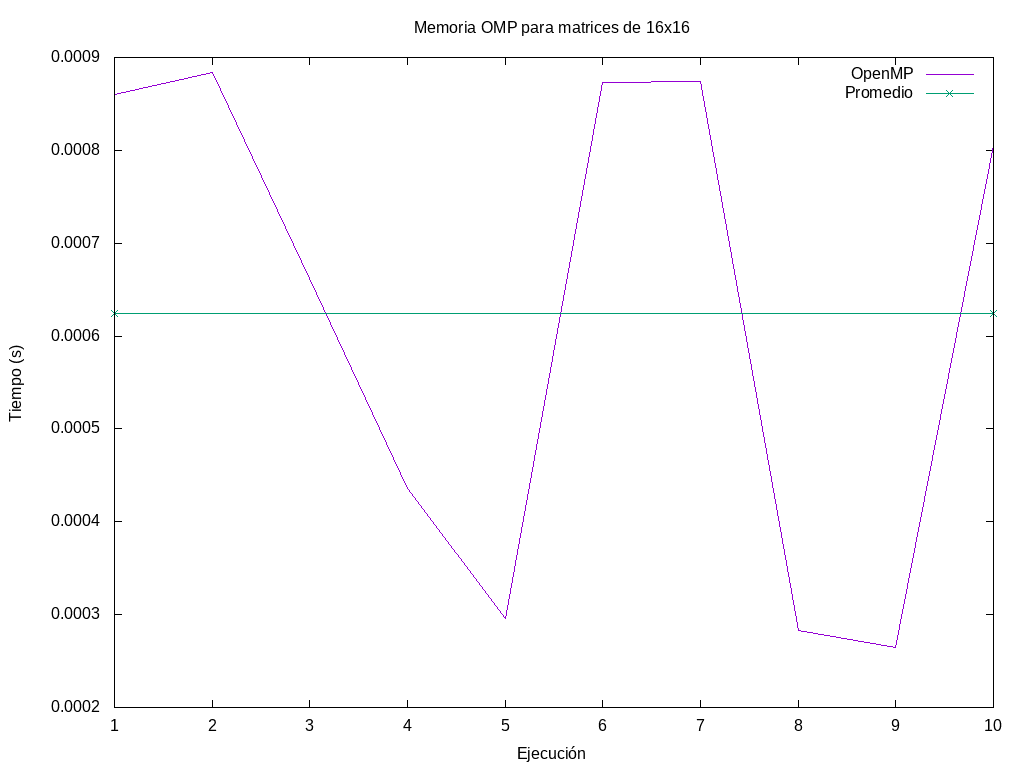 Memoria OMP para matrices de 16x16
OpenMP
Promedio
0.0009
0.0008
0.0007
0.0006
0.0005
0.0004
0.0003
0.0002
Tiempo (s)
1 2 3 4 5 6 7 8 9 10
Ejecución